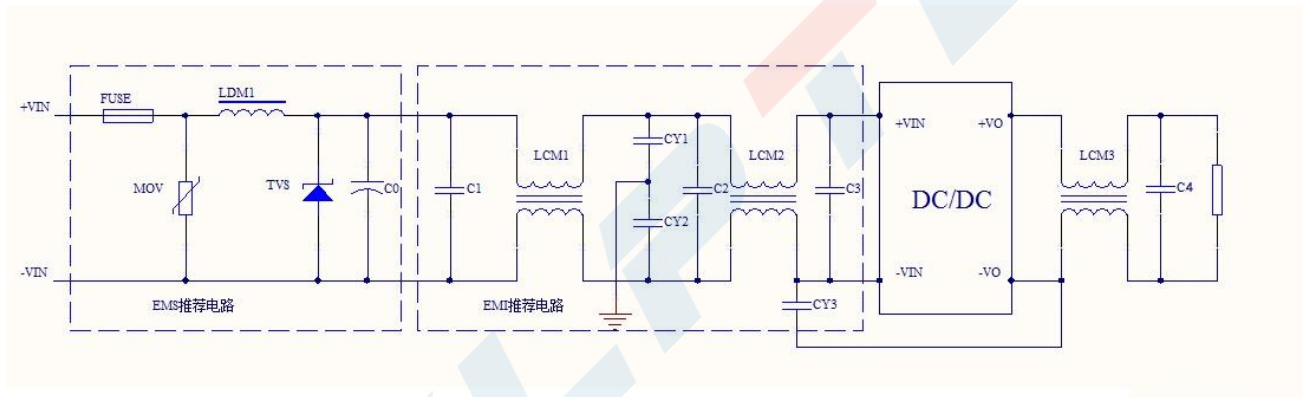 FUSE
LDM1
+VIN
MOV
TVS
C0
-VIN
EMS推荐电路
C1
LCM1
CY1
CY2
C2
LCM2
C3
EMI推荐电路
CY3
+VIN
+VO
DC/DC
-VIN
-VO
LCM3
C4